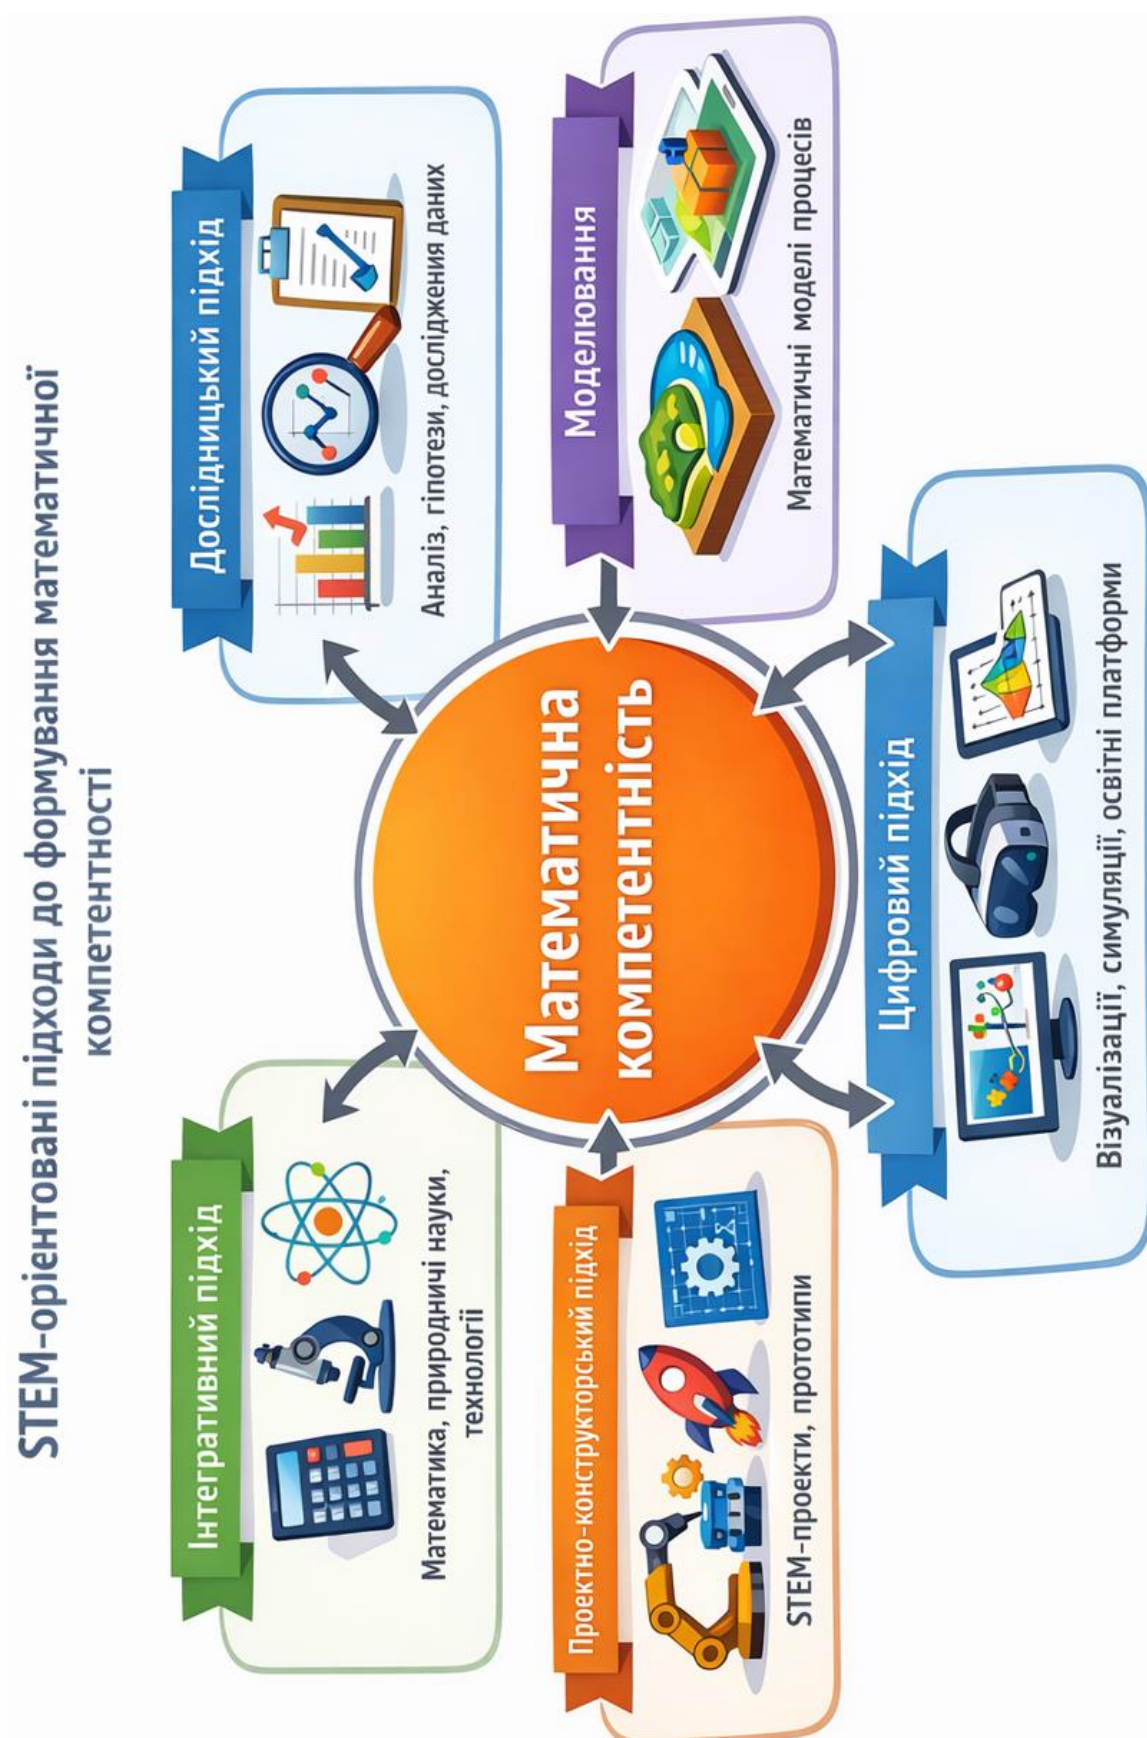 STEM-орієнтовані підходи до формування математичної
компетентності
Інтегративний підхід
Математика, природничі науки,
технології
Дослідницький підхід
Аналіз, гіпотези, дослідження даних
Математична
компетентність
Проектно-конструкторський підхід
STEM-проекти, прототипи
Моделювання
Математичні моделі процесів
Цифровий підхід
Візуалізації, симуляції, освітні платформи